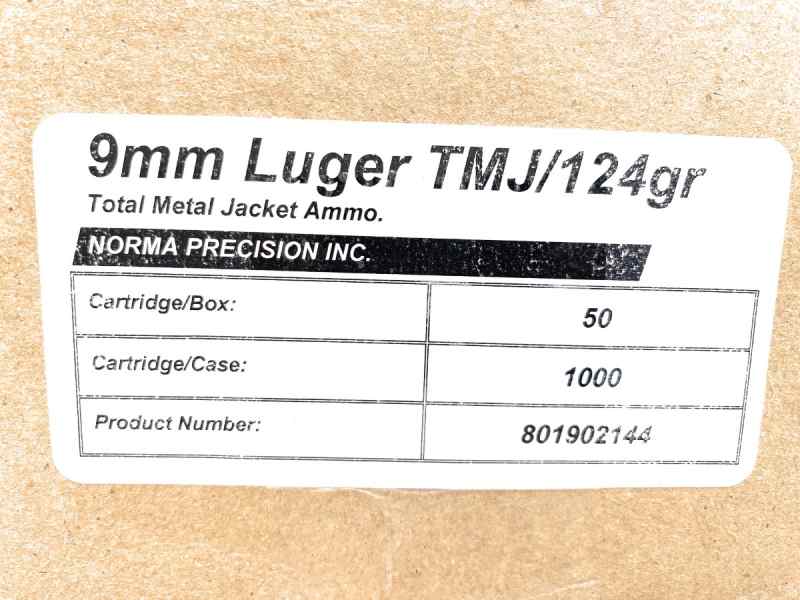 9mm Luger TMJ/124gr
Total Metal Jacket Ammo.
NORMA PRECISION INC.
Cartridge/Box: 50
Cartridge/Case: 1000
Product Number: 801902144